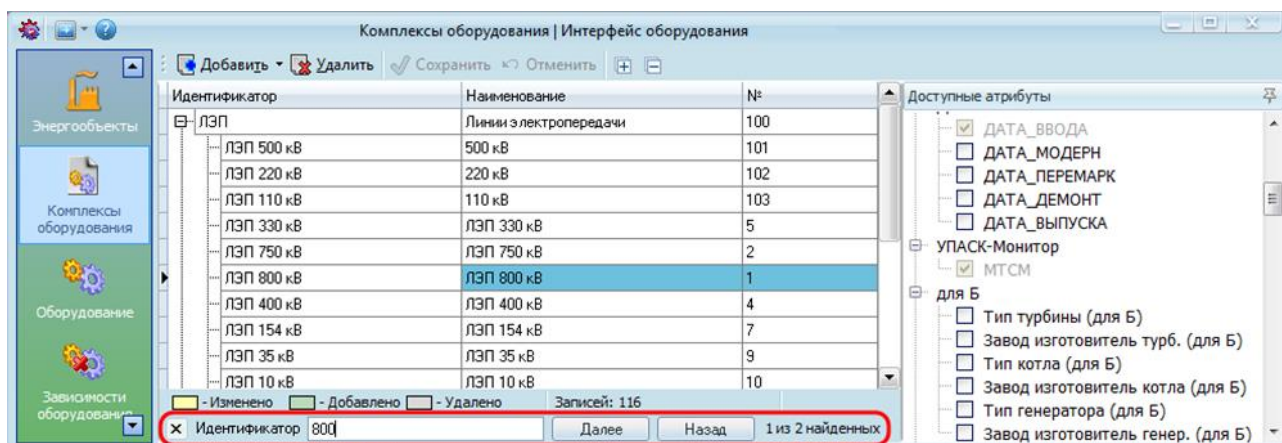 Комплексы оборудования | Интерфейс оборудования
Добавить Удалить Сохранить Отменить
Энергообъекты
Комплексы
оборудования
Оборудование
Зависимости
оборудования
Идентификатор Наименование №
ЛЭП Линии электропередачи 100
ЛЭП 500 кВ 500 кВ 101
ЛЭП 220 кВ 220 кВ 102
ЛЭП 110 кВ 110 кВ 103
ЛЭП 330 кВ ЛЭП 330 кВ 5
ЛЭП 750 кВ ЛЭП 750 кВ 2
ЛЭП 800 кВ ЛЭП 800 кВ 1
ЛЭП 400 кВ ЛЭП 400 кВ 4
ЛЭП 154 кВ ЛЭП 154 кВ 7
ЛЭП 35 кВ ЛЭП 35 кВ 9
ЛЭП 10 кВ ЛЭП 10 кВ 10
- Изменено - Добавлено - Удалено Записей: 116
Идентификатор 800 Далее Назад 1 из 2 найденных
Доступные атрибуты
ДАТА_ВВОДА
ДАТА_МОДЕРН
ДАТА_ПЕРЕМАРК
ДАТА_ДЕМОНТ
ДАТА_ВЫПУСКА
УПАСК-Монитор
МТСМ
для Б
Тип турбины (для Б)
Завод изготовитель турб. (для Б)
Тип котла (для Б)
Завод изготовитель котла (для Б)
Тип генератора (для Б)
Завод изготовитель генер. (для Б)